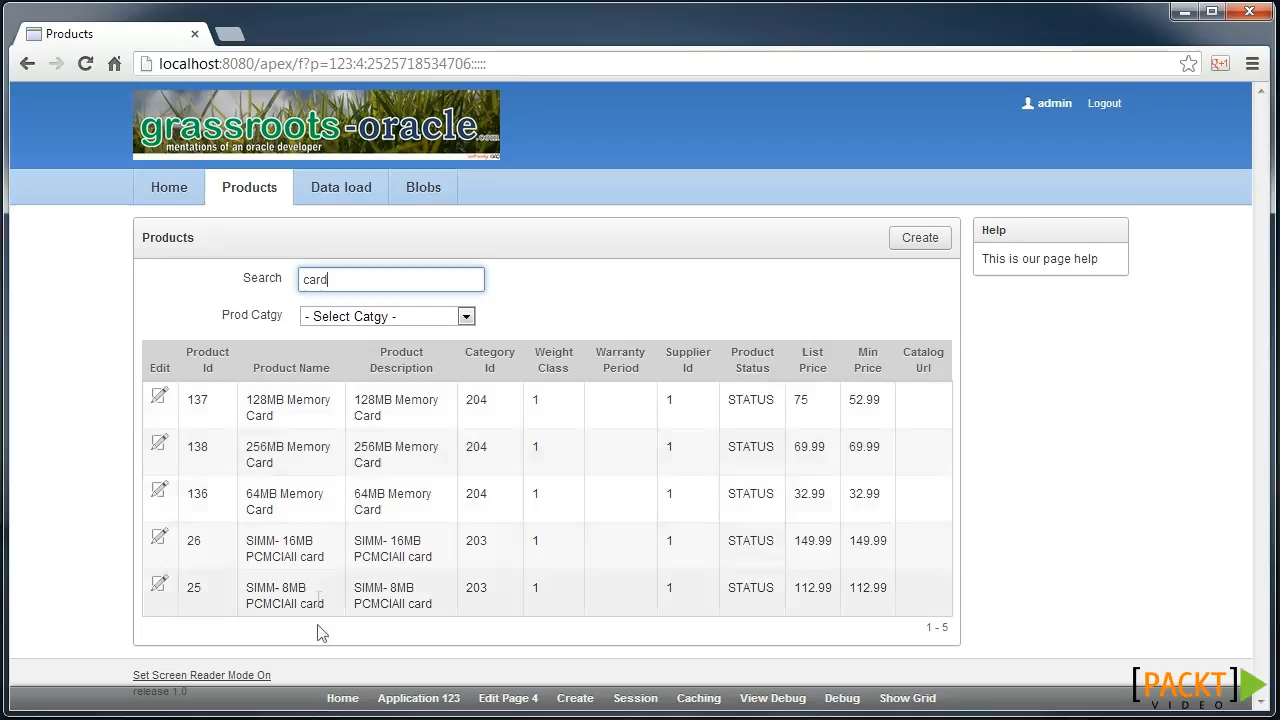 Products
localhost:8080/apex/f?p=123:4:2525718534706:::::
grassroots-oracle.com
mentations of an oracle developer
admin Logout
Home Products Data load Blobs
Products Create
Search card
Prod Catgy - Select Catgy -
Help
This is our page help
Edit Product Id Product Name Product Description Category Id Weight Class Warranty Period Supplier Id Product Status List Price Min Price Catalog Url
137 128MB Memory Card 128MB Memory Card 204 1 1 STATUS 75 52.99
138 256MB Memory Card 256MB Memory Card 204 1 1 STATUS 69.99 69.99
136 64MB Memory Card 64MB Memory Card 204 1 1 STATUS 32.99 32.99
26 SIMM- 16MB PCMCIAII card SIMM- 16MB PCMCIAII card 203 1 1 STATUS 149.99 149.99
25 SIMM- 8MB PCMCIAII card SIMM- 8MB PCMCIAII card 203 1 1 STATUS 112.99 112.99
1 - 5
Set Screen Reader Mode On
release 1.0
Home Application 123 Edit Page 4 Create Session Caching View Debug Debug Show Grid
[PACKT]
VIDEO